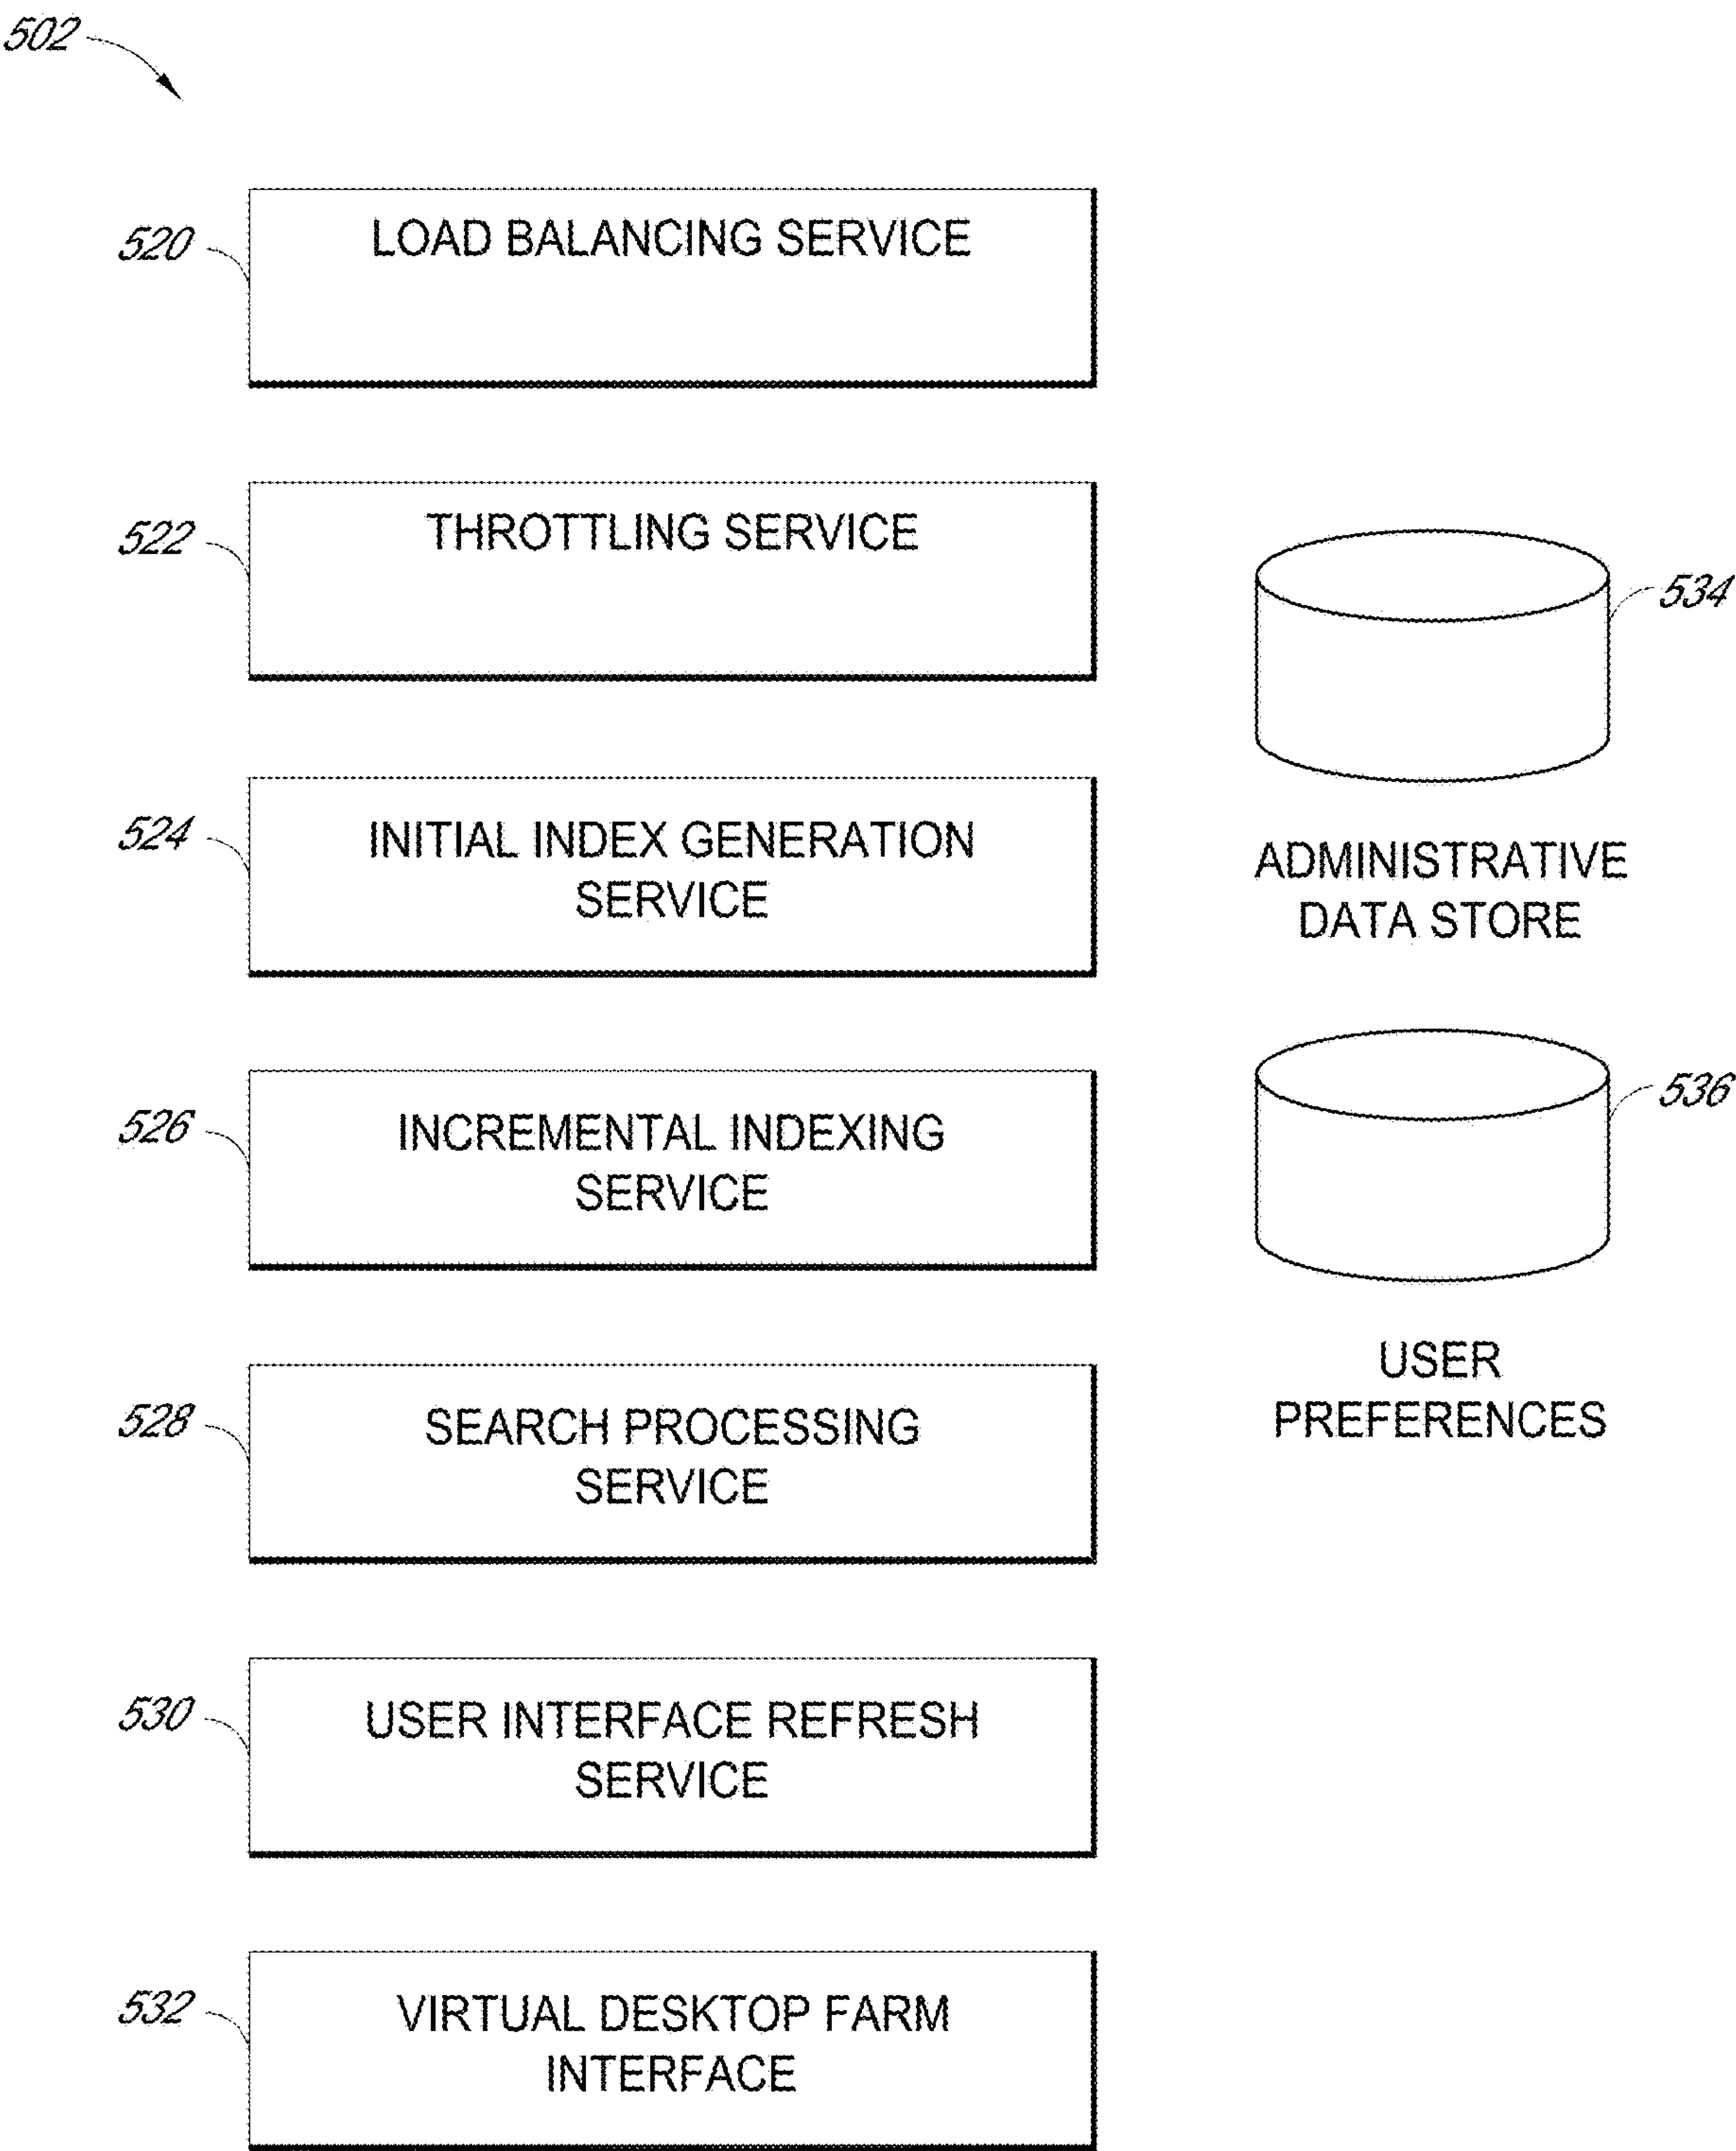 502
520
LOAD BALANCING SERVICE
522
THROTTLING SERVICE
534
524
INITIAL INDEX GENERATION
SERVICE
ADMINISTRATIVE
DATA STORE
526
INCREMENTAL INDEXING
SERVICE
536
USER
PREFERENCES
528
SEARCH PROCESSING
SERVICE
530
USER INTERFACE REFRESH
SERVICE
532
VIRTUAL DESKTOP FARM
INTERFACE